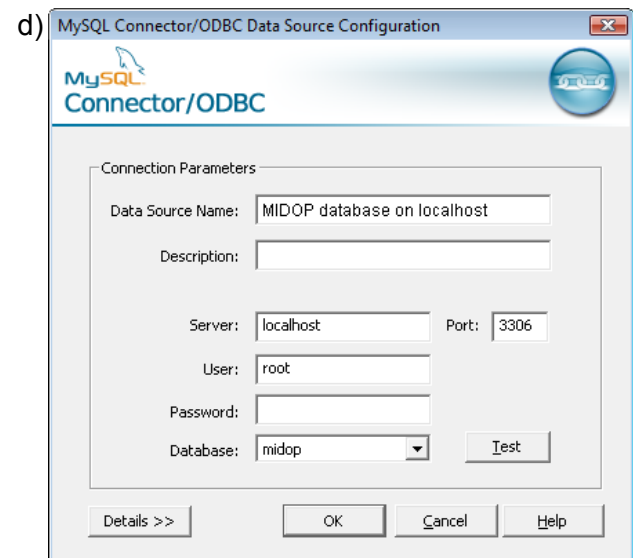 d) MySQL Connector/ODBC Data Source Configuration
MySQL
Connector/ODBC
Connection Parameters
Data Source Name: MIDOP database on localhost
Description:
Server: localhost Port: 3306
User: root
Password:
Database: midop Test
Details >> OK Cancel Help